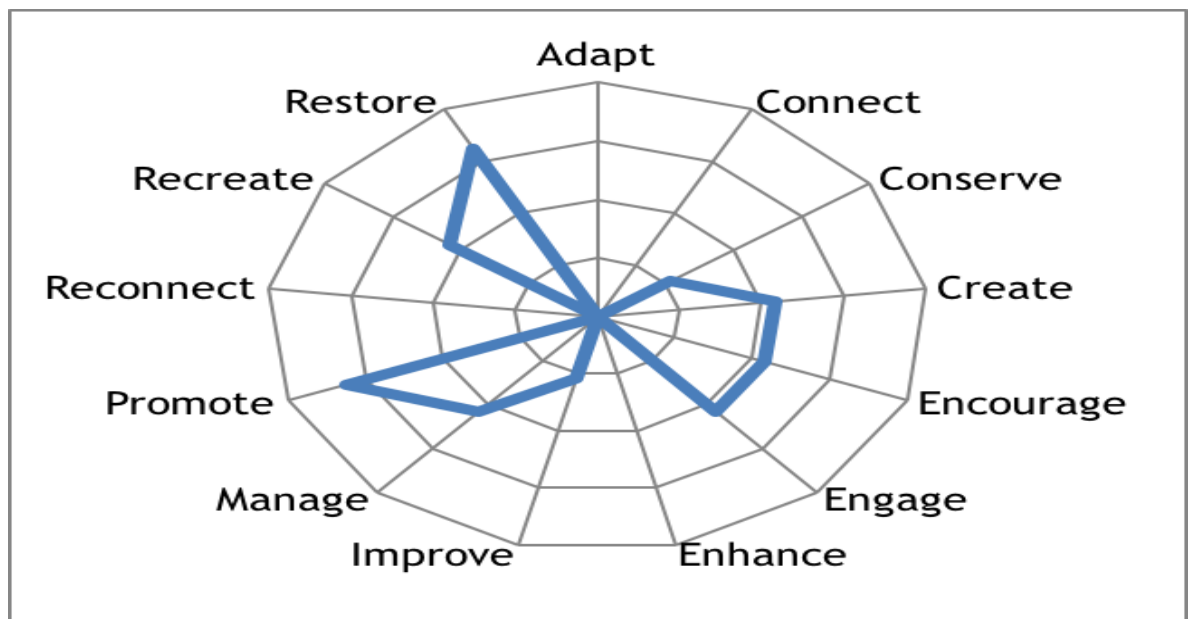 Adapt
Restore
Connect
Recreate
Conserve
Reconnect
Create
Promote
Encourage
Manage
Engage
Improve
Enhance